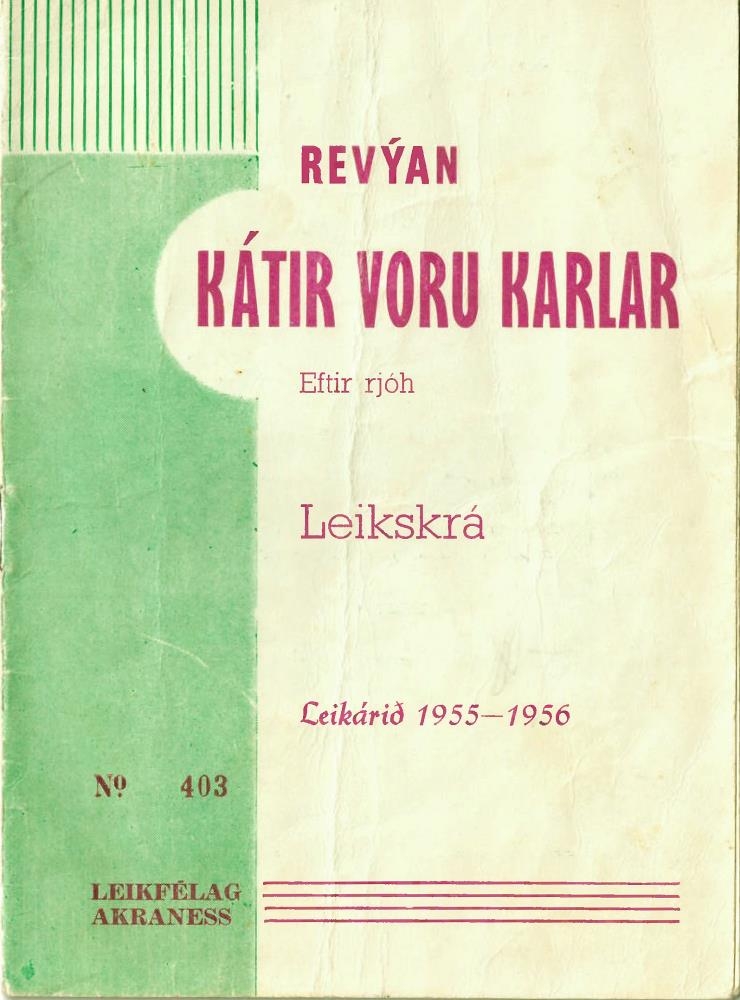 REVÝAN
KÁTIR VORU KARLAR
Eftir rjóh
Leikskrá
Leikárið 1955—1956
Nº 403
LEIKFÉLAG
AKRANESS